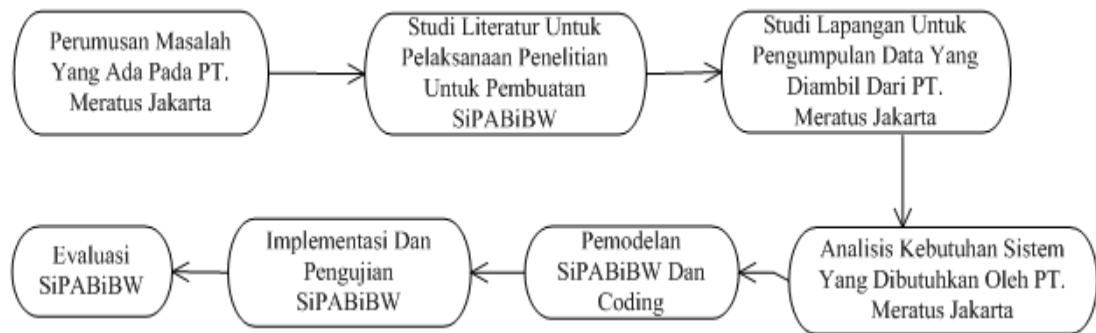 Perumusan Masalah
Yang Ada Pada PT.
Meratus Jakarta
Studi Literatur Untuk
Pelaksanaan Penelitian
Untuk Pembuatan
SiPABiBW
Studi Lapangan Untuk
Pengumpulan Data Yang
Diambil Dari PT.
Meratus Jakarta
Analisis Kebutuhan Sistem
Yang Dibutuhkan Oleh PT.
Meratus Jakarta
Pemodelan
SiPABiBW Dan
Coding
Implementasi Dan
Pengujian
SiPABiBW
Evaluasi
SiPABiBW